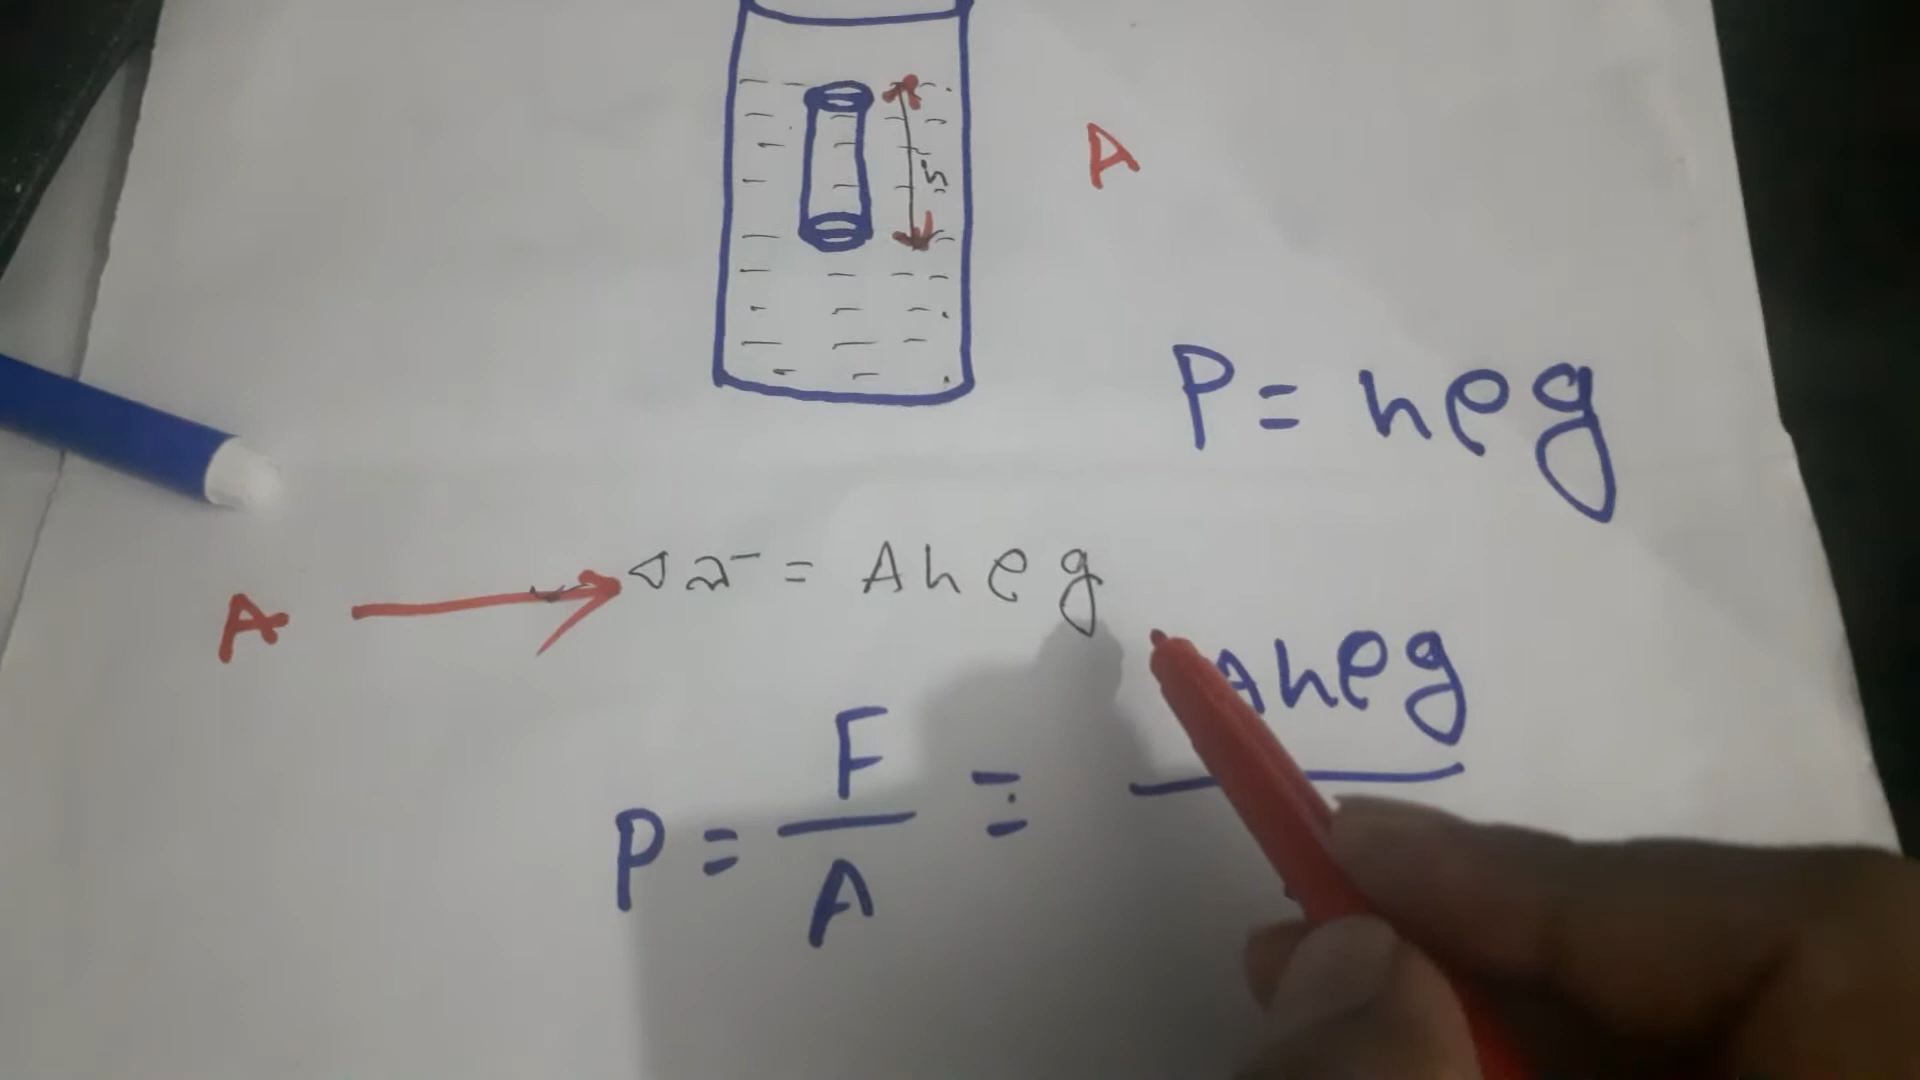 h
A
P = hρg
A → = Ahρg
Ahρg
P = F/A =